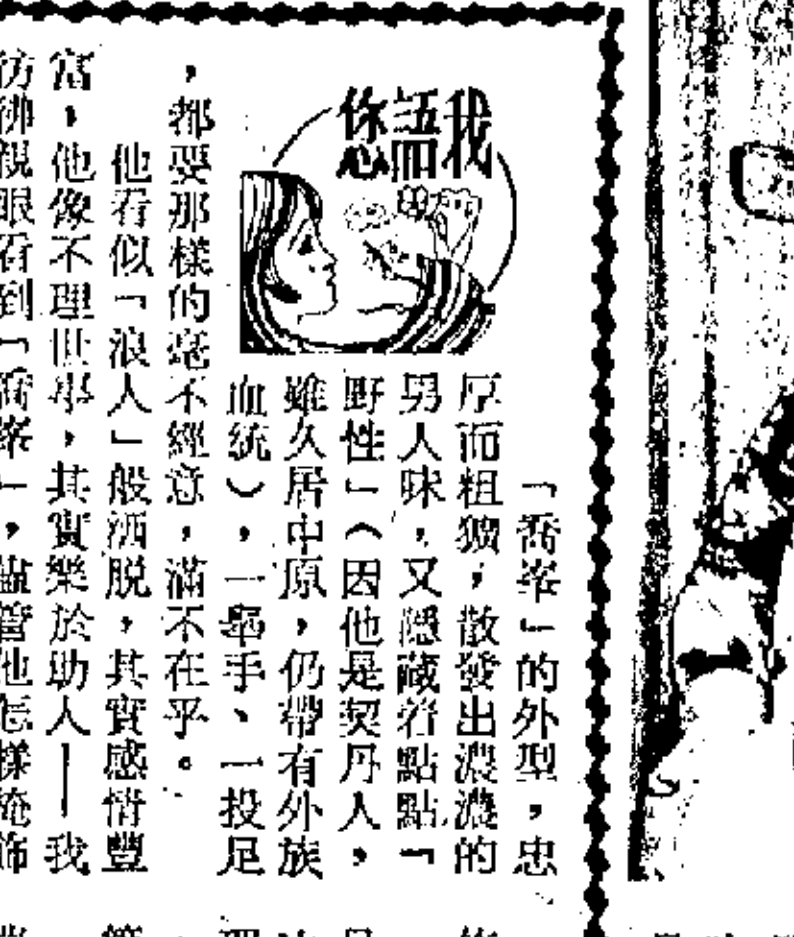 我語悠
「喬峯」的外型，忠
厚而粗獷，散發出濃濃的
男人味，又隱藏着點點「
野性」（因他是契丹人，
雖久居中原，仍帶有外族
血統），一舉手、一投足
，都要那樣的毫不經意，滿不在乎。
他看似「浪人」般洒脱，其實感情豐
富，他像不理世事，其實樂於助人——我
彷彿親眼看到「喬峯」，儘管他怎樣掩飾